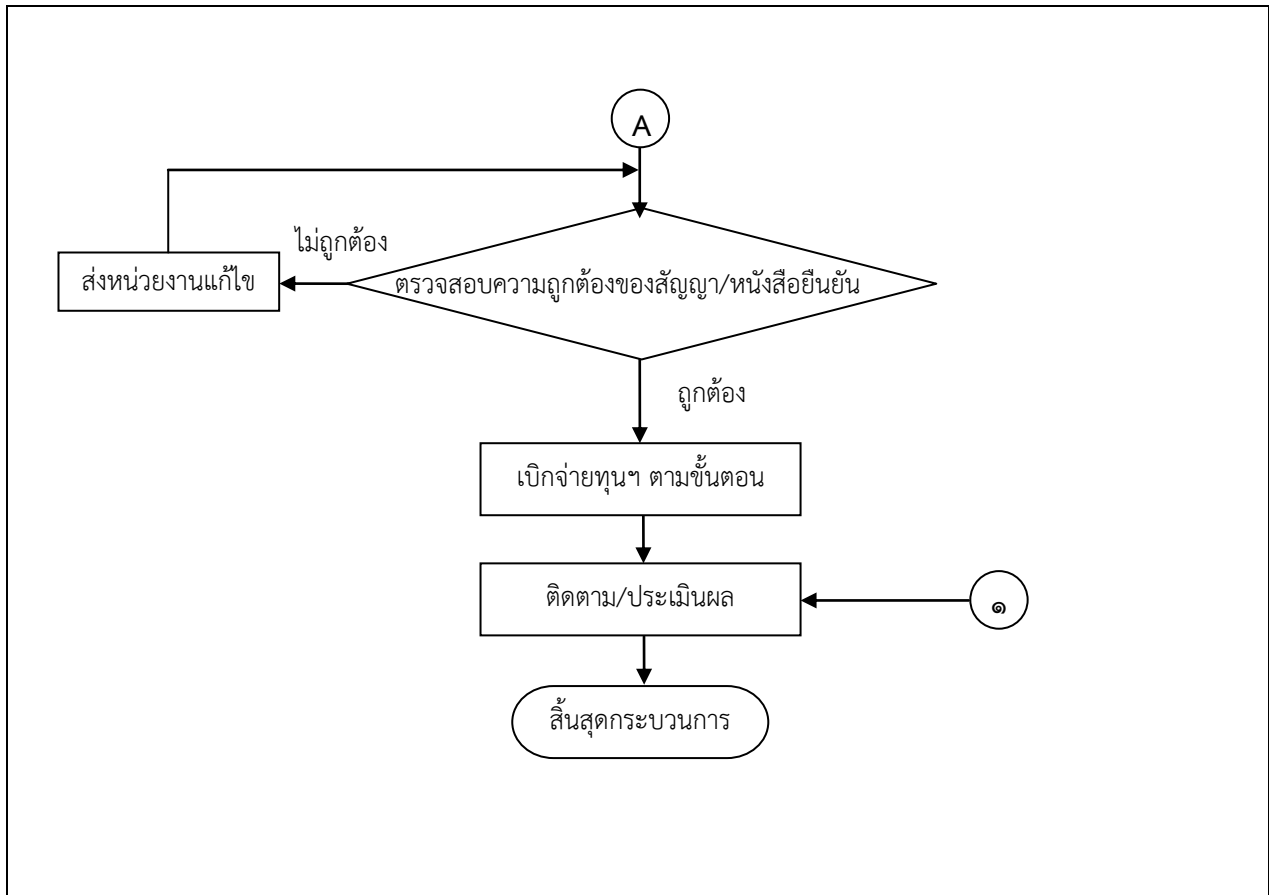 A
ไม่ถูกต้อง
ส่งหน่วยงานแก้ไข
ตรวจสอบความถูกต้องของสัญญา/หนังสือยืนยัน
ถูกต้อง
เบิกจ่ายทุนฯ ตามขั้นตอน
ติดตาม/ประเมินผล
๑
สิ้นสุดกระบวนการ